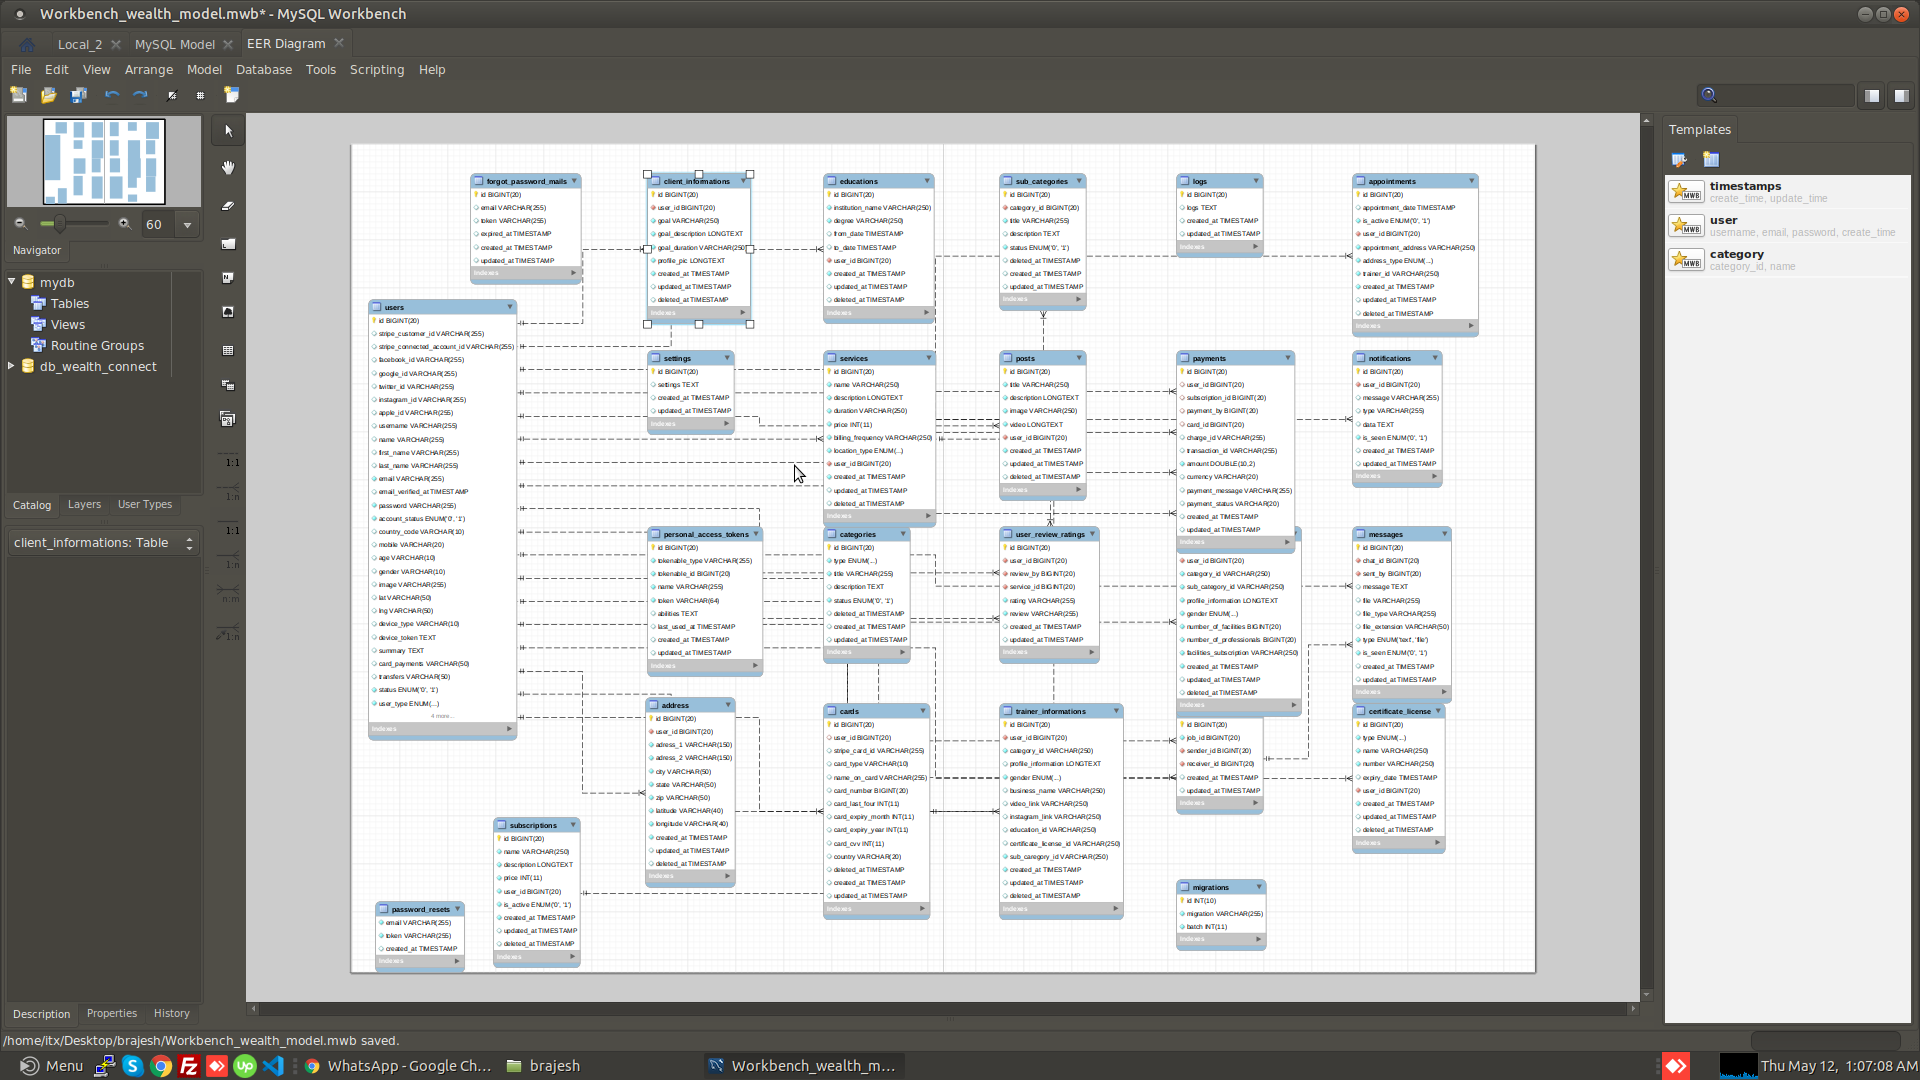 Workbench_wealth_model.mwb* - MySQL Workbench
Local_2
MySQL Model
EER Diagram
File Edit View Arrange Model Database Tools Scripting Help
60
Navigator
mydb
Tables
Views
Routine Groups
db_wealth_connect
Catalog Layers User Types
client_informations: Table
Description Properties History
1:1
1:n
1:1
1:n
1:n
n:m
1:n
forgot_password_mails
id BIGINT(20)
email VARCHAR(255)
token VARCHAR(255)
expired_at TIMESTAMP
created_at TIMESTAMP
updated_at TIMESTAMP
Indexes
users
id BIGINT(20)
stripe_customer_id VARCHAR(255)
stripe_connected_account_id VARCHAR(255)
facebook_id VARCHAR(255)
google_id VARCHAR(255)
twitter_id VARCHAR(255)
instagram_id VARCHAR(255)
apple_id VARCHAR(255)
username VARCHAR(255)
name VARCHAR(255)
first_name VARCHAR(255)
last_name VARCHAR(255)
email VARCHAR(255)
email_verified_at TIMESTAMP
password VARCHAR(255)
account_status ENUM('0', '1')
country_code VARCHAR(10)
mobile VARCHAR(20)
age VARCHAR(10)
gender VARCHAR(10)
image VARCHAR(255)
lat VARCHAR(50)
lng VARCHAR(50)
device_type VARCHAR(10)
device_token TEXT
summary TEXT
card_payments VARCHAR(50)
transfers VARCHAR(50)
status ENUM('0', '1')
user_type ENUM(...)
4 more...
Indexes
password_resets
email VARCHAR(255)
token VARCHAR(255)
created_at TIMESTAMP
Indexes
subscriptions
id BIGINT(20)
name VARCHAR(250)
description LONGTEXT
price INT(11)
user_id BIGINT(20)
is_active ENUM('0', '1')
created_at TIMESTAMP
updated_at TIMESTAMP
deleted_at TIMESTAMP
Indexes
client_informations
id BIGINT(20)
user_id BIGINT(20)
goal VARCHAR(250)
goal_description LONGTEXT
goal_duration VARCHAR(250)
profile_pic LONGTEXT
created_at TIMESTAMP
updated_at TIMESTAMP
deleted_at TIMESTAMP
Indexes
settings
id BIGINT(20)
settings TEXT
created_at TIMESTAMP
updated_at TIMESTAMP
Indexes
personal_access_tokens
id BIGINT(20)
tokenable_type VARCHAR(255)
tokenable_id BIGINT(20)
name VARCHAR(255)
token VARCHAR(64)
abilities TEXT
last_used_at TIMESTAMP
created_at TIMESTAMP
updated_at TIMESTAMP
Indexes
address
id BIGINT(20)
user_id BIGINT(20)
adress_1 VARCHAR(150)
adress_2 VARCHAR(150)
city VARCHAR(50)
state VARCHAR(50)
zip VARCHAR(50)
latitude VARCHAR(40)
longitude VARCHAR(40)
created_at TIMESTAMP
updated_at TIMESTAMP
deleted_at TIMESTAMP
Indexes
educations
id BIGINT(20)
institution_name VARCHAR(250)
degree VARCHAR(250)
from_date TIMESTAMP
to_date TIMESTAMP
user_id BIGINT(20)
created_at TIMESTAMP
updated_at TIMESTAMP
deleted_at TIMESTAMP
Indexes
services
id BIGINT(20)
name VARCHAR(250)
description LONGTEXT
duration VARCHAR(250)
price INT(11)
billing_frequency VARCHAR(250)
location_type ENUM(...)
user_id BIGINT(20)
created_at TIMESTAMP
updated_at TIMESTAMP
deleted_at TIMESTAMP
Indexes
categories
id BIGINT(20)
type ENUM(...)
title VARCHAR(255)
description TEXT
status ENUM('0', '1')
deleted_at TIMESTAMP
created_at TIMESTAMP
updated_at TIMESTAMP
Indexes
cards
id BIGINT(20)
user_id BIGINT(20)
stripe_card_id VARCHAR(255)
card_type VARCHAR(10)
name_on_card VARCHAR(255)
card_number BIGINT(20)
card_last_four INT(11)
card_expiry_month INT(11)
card_expiry_year INT(11)
card_cvv INT(11)
country VARCHAR(20)
deleted_at TIMESTAMP
created_at TIMESTAMP
updated_at TIMESTAMP
Indexes
sub_categories
id BIGINT(20)
category_id BIGINT(20)
title VARCHAR(255)
description TEXT
status ENUM('0', '1')
deleted_at TIMESTAMP
created_at TIMESTAMP
updated_at TIMESTAMP
Indexes
posts
id BIGINT(20)
title VARCHAR(250)
description LONGTEXT
image VARCHAR(250)
video LONGTEXT
user_id BIGINT(20)
created_at TIMESTAMP
updated_at TIMESTAMP
deleted_at TIMESTAMP
Indexes
user_review_ratings
id BIGINT(20)
user_id BIGINT(20)
review_by BIGINT(20)
service_id BIGINT(20)
rating VARCHAR(255)
review VARCHAR(255)
created_at TIMESTAMP
updated_at TIMESTAMP
Indexes
trainer_informations
id BIGINT(20)
user_id BIGINT(20)
category_id VARCHAR(250)
profile_information LONGTEXT
gender ENUM(...)
business_name VARCHAR(250)
video_link VARCHAR(250)
instagram_link VARCHAR(250)
education_id VARCHAR(250)
certificate_license_id VARCHAR(250)
sub_caregory_id VARCHAR(250)
created_at TIMESTAMP
updated_at TIMESTAMP
deleted_at TIMESTAMP
Indexes
logs
id BIGINT(20)
logs TEXT
created_at TIMESTAMP
updated_at TIMESTAMP
Indexes
payments
id BIGINT(20)
user_id BIGINT(20)
subscription_id BIGINT(20)
payment_by BIGINT(20)
card_id BIGINT(20)
charge_id VARCHAR(255)
transaction_id VARCHAR(255)
amount DOUBLE(10,2)
currency VARCHAR(20)
payment_message VARCHAR(255)
payment_status VARCHAR(20)
created_at TIMESTAMP
updated_at TIMESTAMP
Indexes
user_id BIGINT(20)
category_id VARCHAR(250)
sub_category_id VARCHAR(250)
profile_information LONGTEXT
gender ENUM(...)
number_of_facilities BIGINT(20)
number_of_professionals BIGINT(20)
facilities_subscription VARCHAR(250)
created_at TIMESTAMP
updated_at TIMESTAMP
deleted_at TIMESTAMP
Indexes
id BIGINT(20)
job_id BIGINT(20)
sender_id BIGINT(20)
receiver_id BIGINT(20)
created_at TIMESTAMP
updated_at TIMESTAMP
Indexes
migrations
id INT(10)
migration VARCHAR(255)
batch INT(11)
Indexes
appointments
id BIGINT(20)
appointment_date TIMESTAMP
is_active ENUM('0', '1')
user_id BIGINT(20)
appointment_address VARCHAR(250)
address_type ENUM(...)
trainer_id VARCHAR(250)
created_at TIMESTAMP
updated_at TIMESTAMP
deleted_at TIMESTAMP
Indexes
notifications
id BIGINT(20)
user_id BIGINT(20)
message VARCHAR(255)
type VARCHAR(255)
data TEXT
is_seen ENUM('0', '1')
created_at TIMESTAMP
updated_at TIMESTAMP
Indexes
messages
id BIGINT(20)
chat_id BIGINT(20)
sent_by BIGINT(20)
message TEXT
file VARCHAR(255)
file_type VARCHAR(255)
file_extension VARCHAR(50)
type ENUM('text', 'file')
is_seen ENUM('0', '1')
created_at TIMESTAMP
updated_at TIMESTAMP
Indexes
certificate_license
id BIGINT(20)
type ENUM(...)
name VARCHAR(250)
number VARCHAR(250)
expiry_date TIMESTAMP
user_id BIGINT(20)
created_at TIMESTAMP
updated_at TIMESTAMP
deleted_at TIMESTAMP
Indexes
Templates
timestamps
create_time, update_time
user
username, email, password, create_time
category
category_id, name
/home/itx/Desktop/brajesh/Workbench_wealth_model.mwb saved.
Menu
WhatsApp - Google Ch...
brajesh
Workbench_wealth_m...
Thu May 12, 1:07:08 AM